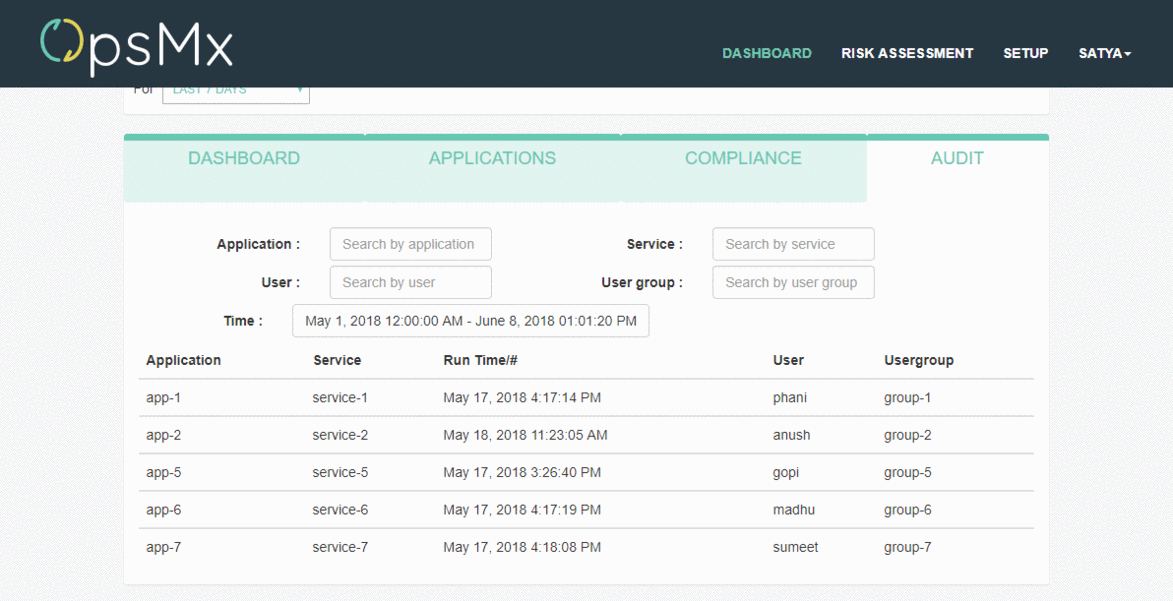 OpsMx
DASHBOARD RISK ASSESSMENT SETUP SATYA
For LAST 7 DAYS
DASHBOARD APPLICATIONS COMPLIANCE AUDIT
Application : Search by application Service : Search by service
User : Search by user User group : Search by user group
Time : May 1, 2018 12:00:00 AM - June 8, 2018 01:01:20 PM
Application Service Run Time/# User Usergroup
app-1 service-1 May 17, 2018 4:17:14 PM phani group-1
app-2 service-2 May 18, 2018 11:23:05 AM anush group-2
app-5 service-5 May 17, 2018 3:26:40 PM gopi group-5
app-6 service-6 May 17, 2018 4:17:19 PM madhu group-6
app-7 service-7 May 17, 2018 4:18:08 PM sumeet group-7